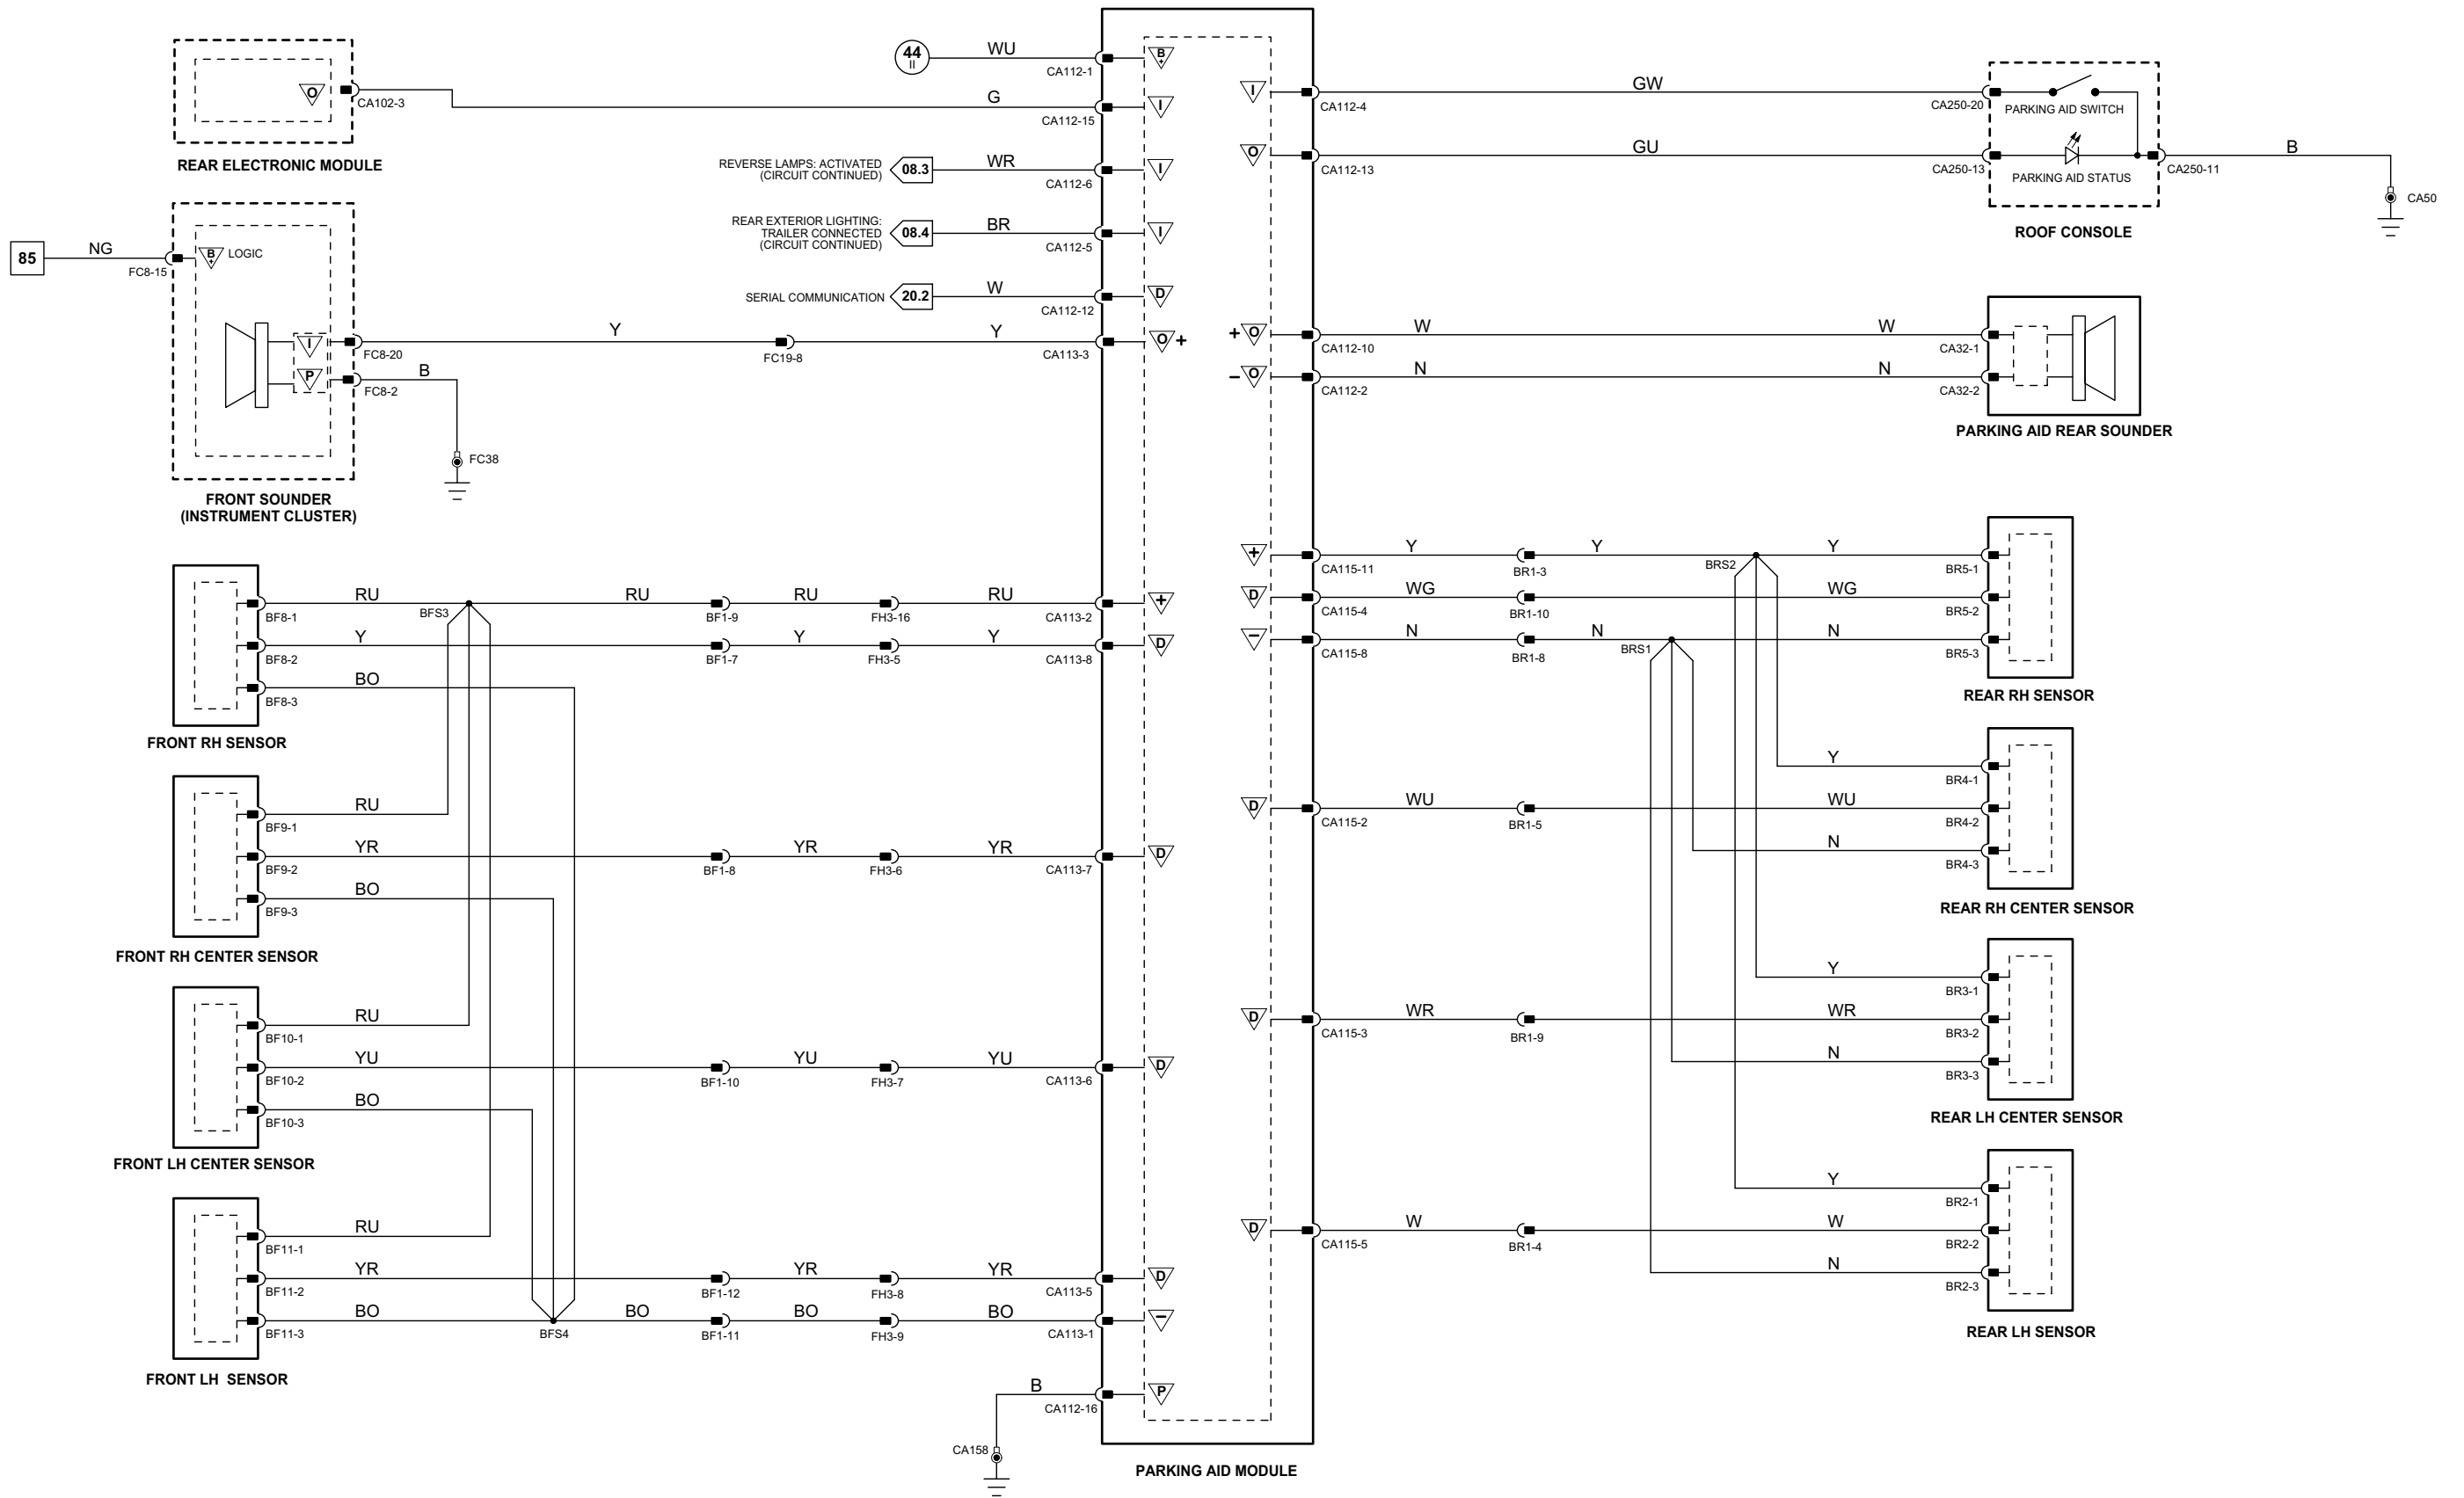 44
II
WU
CA112-1
B+
O
CA102-3
G
CA112-15
I
REAR ELECTRONIC MODULE
REVERSE LAMPS: ACTIVATED
(CIRCUIT CONTINUED)
08.3
WR
CA112-6
I
REAR EXTERIOR LIGHTING:
TRAILER CONNECTED
(CIRCUIT CONTINUED)
08.4
BR
CA112-5
I
SERIAL COMMUNICATION
20.2
W
CA112-12
D
85
NG
FC8-15
B+
LOGIC
I
FC8-20
Y
FC19-8
Y
CA113-3
O+
P
FC8-2
B
FC38
FRONT SOUNDER
(INSTRUMENT CLUSTER)
BF8-1
RU
BFS3
RU
BF1-9
RU
FH3-16
RU
CA113-2
+
BF8-2
Y
BF1-7
Y
FH3-5
Y
CA113-8
D
BF8-3
BO
FRONT RH SENSOR
BF9-1
RU
BF9-2
YR
BF1-8
YR
FH3-6
YR
CA113-7
D
BF9-3
BO
FRONT RH CENTER SENSOR
BF10-1
RU
BF10-2
YU
BF1-10
YU
FH3-7
YU
CA113-6
D
BF10-3
BO
FRONT LH CENTER SENSOR
BF11-1
RU
BF11-2
YR
BF1-12
YR
FH3-8
YR
CA113-5
D
BF11-3
BO
BFS4
BO
BF1-11
BO
FH3-9
BO
CA113-1
–
FRONT LH  SENSOR
B
CA112-16
P
CA158
PARKING AID MODULE
I
CA112-4
GW
CA250-20
PARKING AID SWITCH
O
CA112-13
GU
CA250-13
PARKING AID STATUS
CA250-11
B
CA50
ROOF CONSOLE
+O
CA112-10
W
W
CA32-1
–O
CA112-2
N
N
CA32-2
PARKING AID REAR SOUNDER
+
CA115-11
Y
BR1-3
Y
BRS2
Y
BR5-1
D
CA115-4
WG
BR1-10
WG
BR5-2
–
CA115-8
N
BR1-8
N
BRS1
N
BR5-3
REAR RH SENSOR
Y
BR4-1
D
CA115-2
WU
BR1-5
WU
BR4-2
N
BR4-3
REAR RH CENTER SENSOR
Y
BR3-1
D
CA115-3
WR
BR1-9
WR
BR3-2
N
BR3-3
REAR LH CENTER SENSOR
Y
BR2-1
D
CA115-5
W
BR1-4
W
BR2-2
N
BR2-3
REAR LH SENSOR